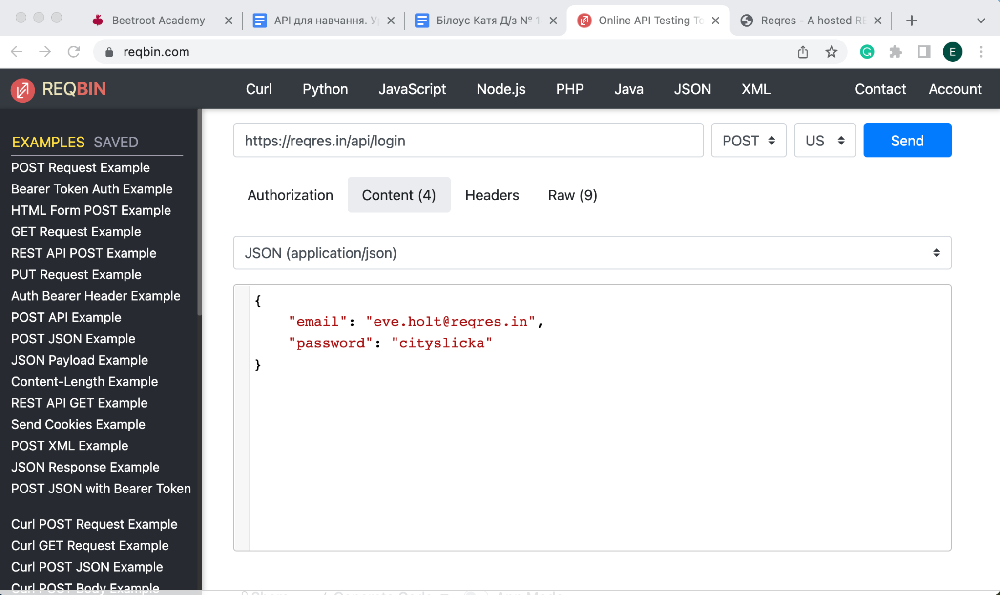 Beetroot Academy
API для навчання.
Білоус Катя Д/з №
Online API Testing
Reqres - A hosted
reqbin.com
E
REQBIN
Curl Python JavaScript Node.js PHP Java JSON XML Contact Account
EXAMPLES SAVED
POST Request Example
Bearer Token Auth Example
HTML Form POST Example
GET Request Example
REST API POST Example
PUT Request Example
Auth Bearer Header Example
POST API Example
POST JSON Example
JSON Payload Example
Content-Length Example
REST API GET Example
Send Cookies Example
POST XML Example
JSON Response Example
POST JSON with Bearer Token
Curl POST Request Example
Curl GET Request Example
Curl POST JSON Example
Curl POST Body Example
https://reqres.in/api/login POST US Send
Authorization Content (4) Headers Raw (9)
JSON (application/json)
{
"email": "eve.holt@reqres.in",
"password": "cityslicka"
}